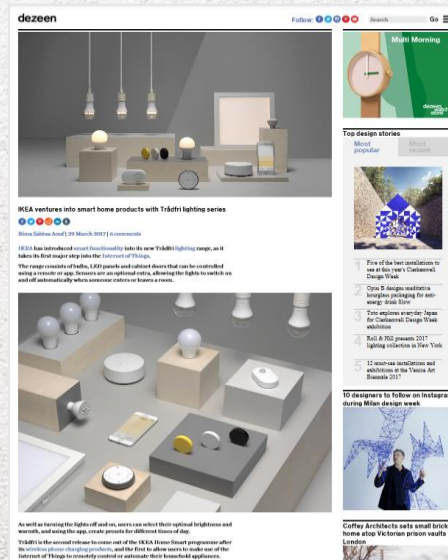 dezeen
Follow:
Search
Go
Multi Morning
dezeen
watch
store
IKEA ventures into smart home products with Trådfri lighting series
29 March 2017 | 6 comments
IKEA has introduced smart functionality into its new Trådfri lighting range, as it
takes its first major step into the Internet of Things.
The range consists of bulbs, LED panels and cabinet doors that can be controlled
using a remote or app. Sensors are an optional extra, allowing the lights to switch on
and off automatically when someone enters or leaves a room.
As well as turning the lights off and on, users can select their optimal brightness and
warmth, and using the app, create presets for different times of day.
Trådfri is the second release to come out of the IKEA Home Smart programme after
its wireless phone charging products, and the first to allow users to make use of the
Internet of Things to remotely control or automate their household appliances.
Top design stories
Most
popular
Most
recent
1 Five of the best installations to
see at this year's Clerkenwell
Design Week
2 Opus B designs meditative
hourglass packaging for anti-
energy drink Slow
3 Toto explores everyday Japan
for Clerkenwell Design Week
exhibition
4 Roll & Hill presents 2017
lighting collection in New York
5 12 must-see installations and
exhibitions at the Venice Art
Biennale 2017
10 designers to follow on Instagra
during Milan design week
Coffey Architects sets small brick
home atop Victorian prison vaults
London